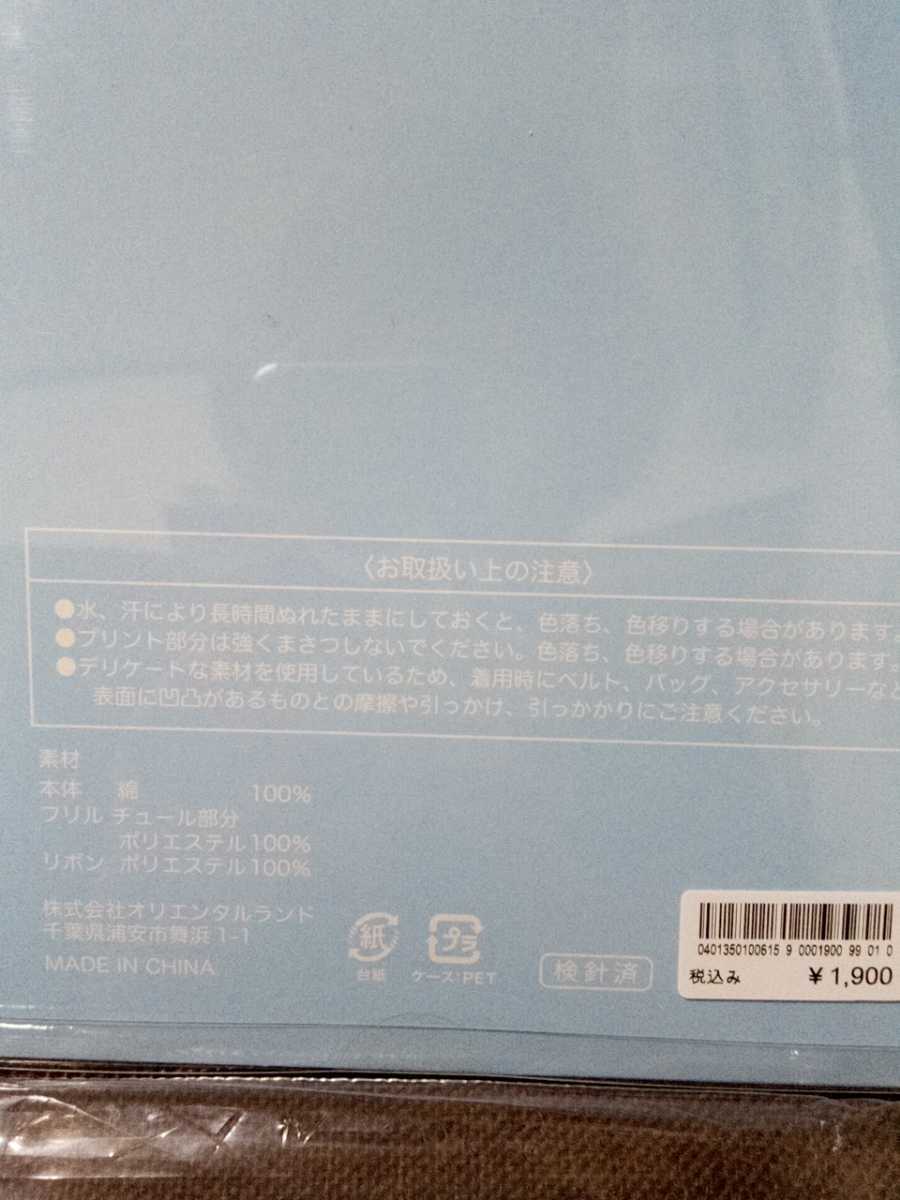 〈お取扱い上の注意〉
●水、汗により長時間ぬれたままにしておくと、色落ち、色移りする場合があります。
●プリント部分は強くまさつしないでください。色落ち、色移りする場合があります。
●デリケートな素材を使用しているため、着用時にベルト、バッグ、アクセサリーなど
表面に凹凸があるものとの摩擦や引っかけ、引っかかりにご注意ください。
素材
本体 綿 100%
フリル チュール部分
ポリエステル100%
リボン ポリエステル100%
株式会社オリエンタルランド
千葉県浦安市舞浜1-1
MADE IN CHINA
紙
台紙
プラ
ケース:PET
検針済
0401350100615 9 0001900 99 01 0
税込み ¥1,900